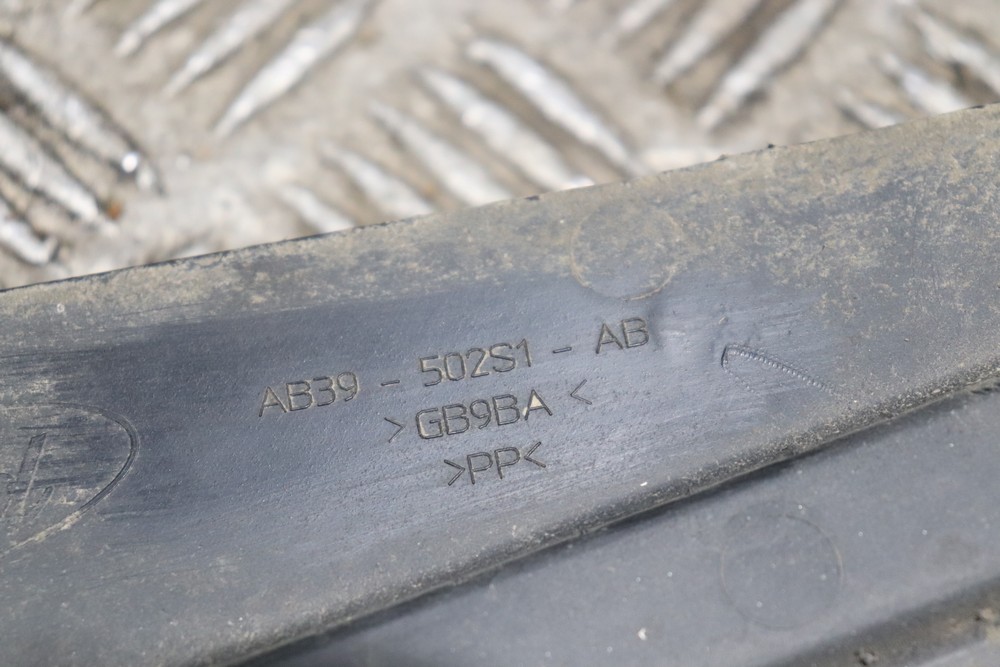 AB39 - 502S1 - AB
>GB9BA<
>PP<